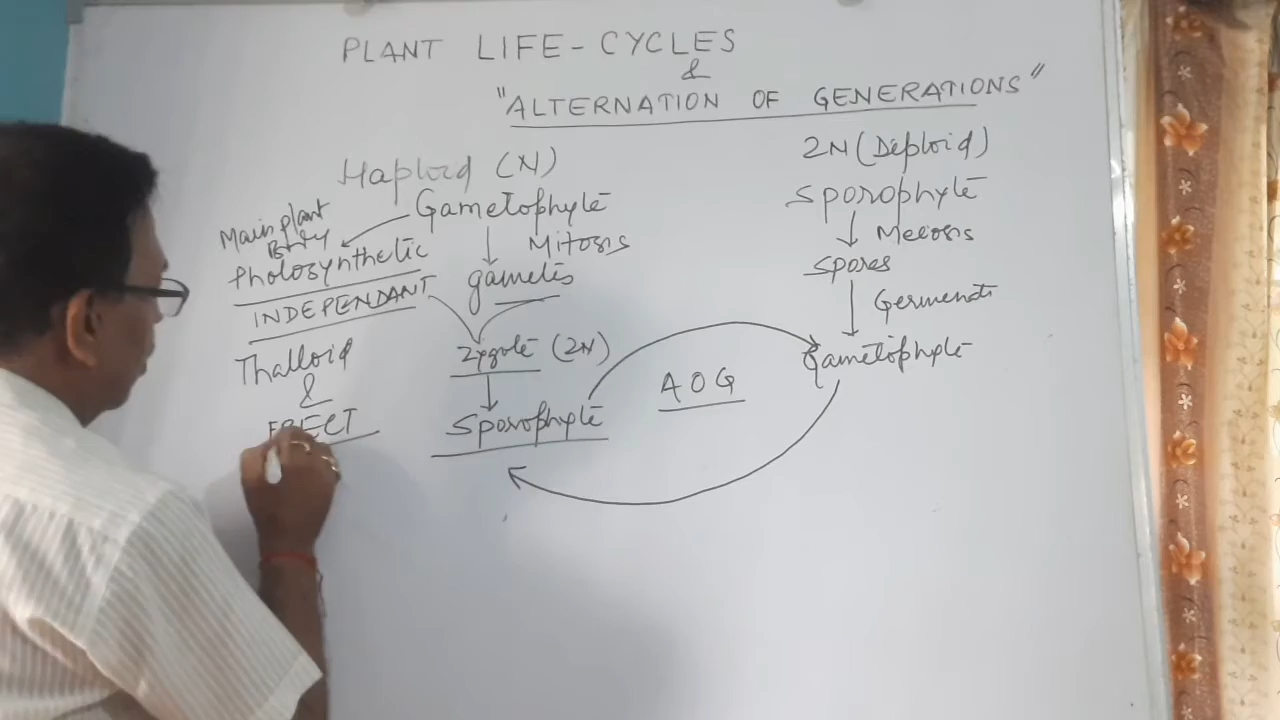 PLANT LIFE-CYCLES
&
"ALTERNATION OF GENERATIONS"
Haploid (N)
Gametophyte
Mitosis
gametes
Main plant
Body
Photosynthetic
INDEPENDANT
Thalloid
&
ERECT
Zygote (2N)
Sporophyte
AOG
2N (Deploid)
Sporophyte
Meiosis
Spores
Germenati
Gametophyte